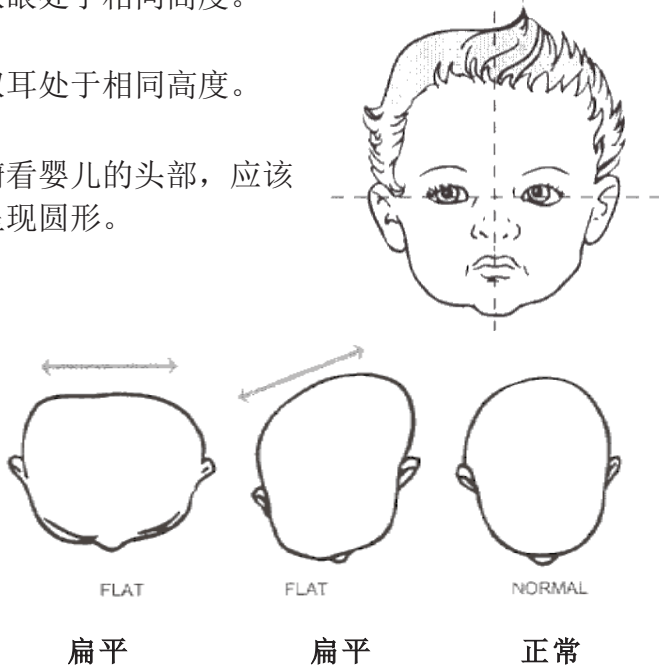 眼处于相同高度。
耳处于相同高度。
看婴儿的头部，应该
现圆形。
FLAT
FLAT
NORMAL
扁平
扁平
正常